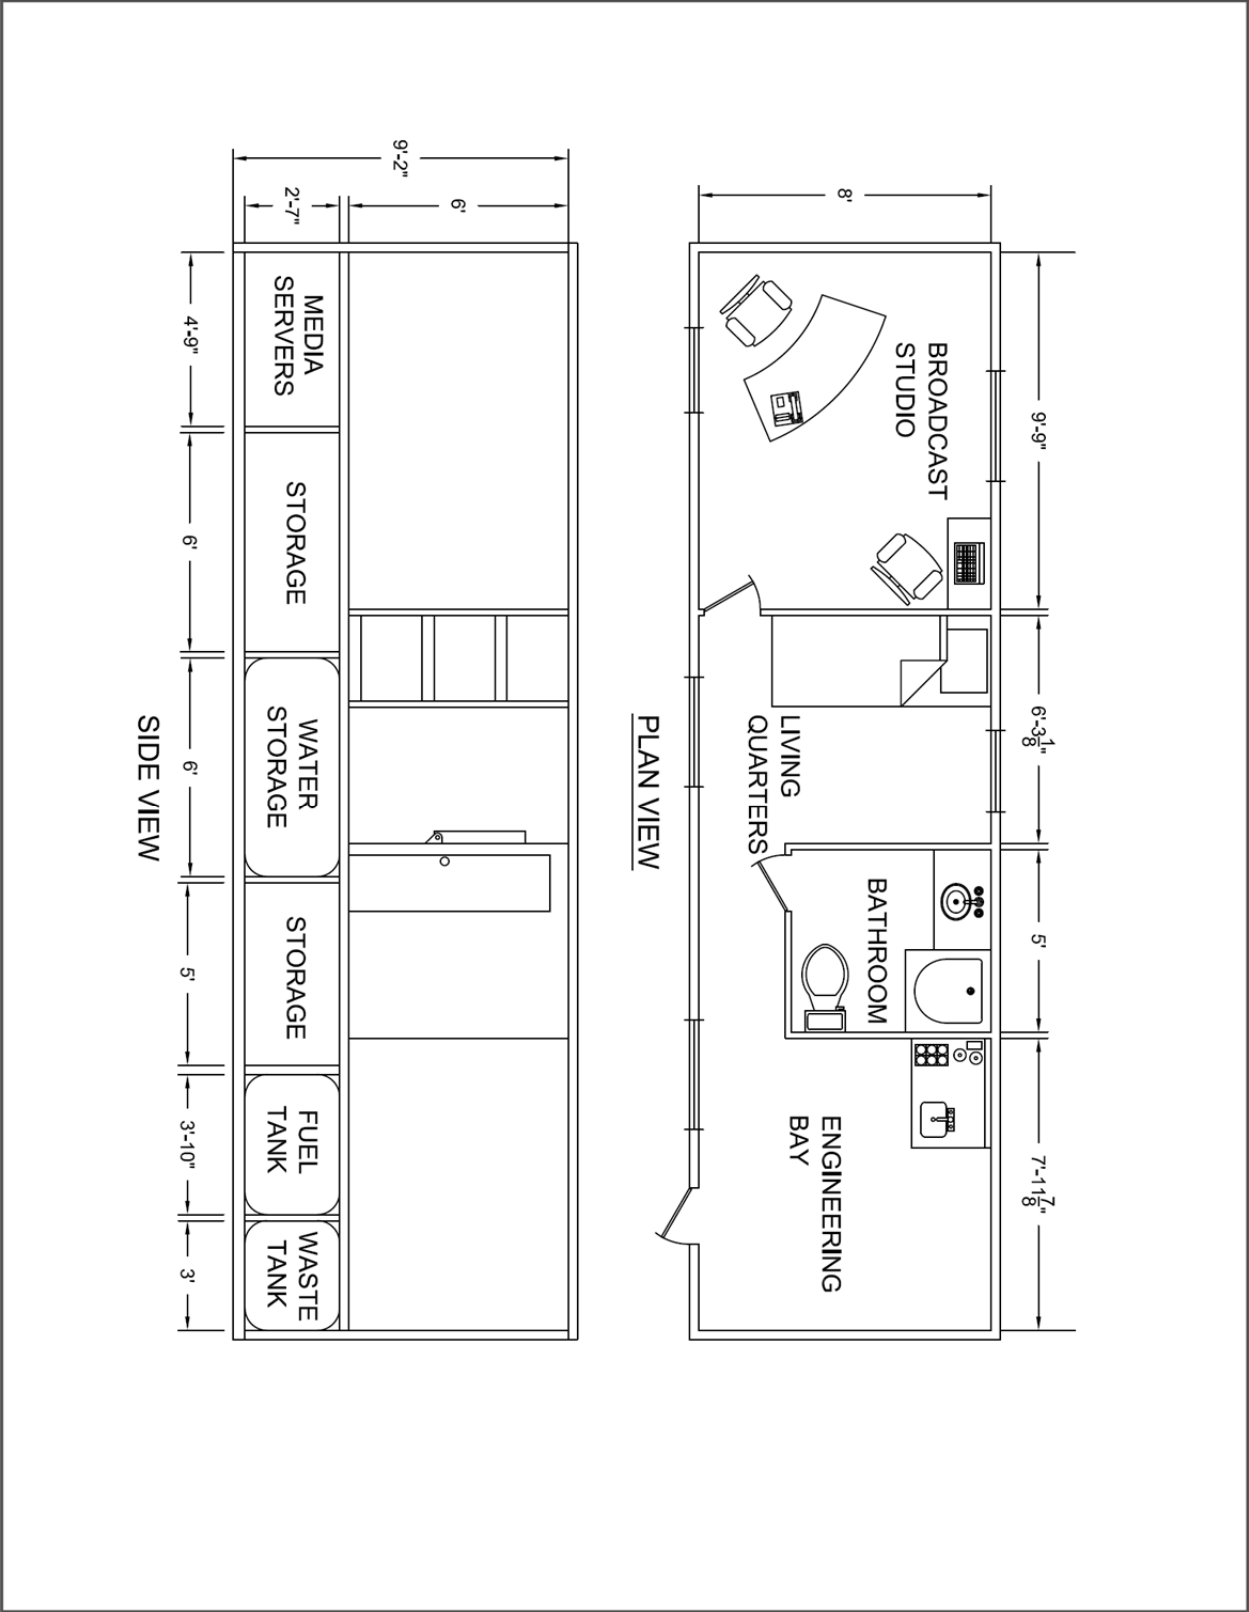 9'-9"
6'-3 1/8"
5'
7'-11 7/8"
8'
BROADCAST
STUDIO
LIVING
QUARTERS
BATHROOM
ENGINEERING
BAY
PLAN VIEW
9'-2"
6'
2'-7"
MEDIA
SERVERS
STORAGE
WATER
STORAGE
STORAGE
FUEL
TANK
WASTE
TANK
4'-9"
6'
6'
5'
3'-10"
3'
SIDE VIEW